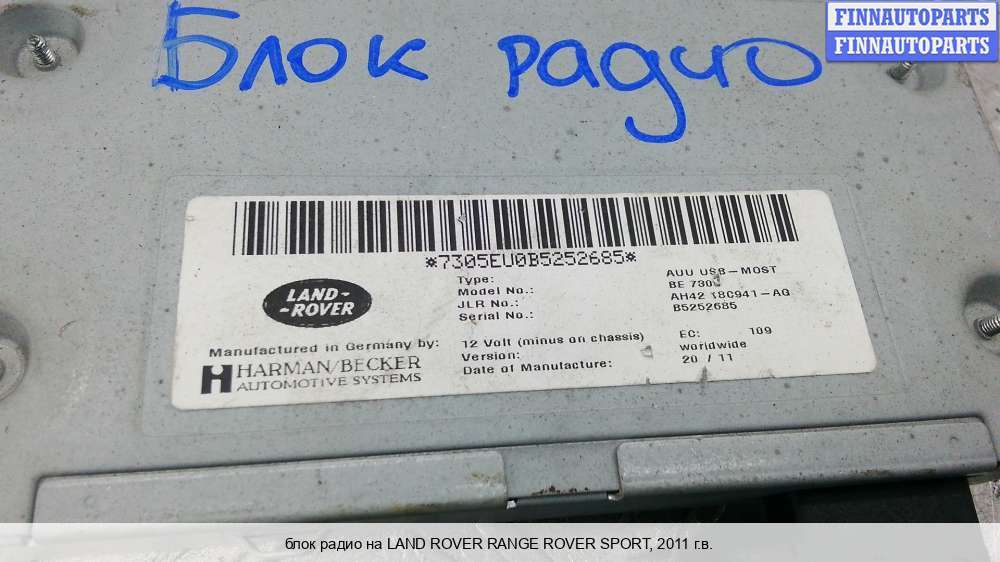 FINNAUTOPARTS
FINNAUTOPARTS
Блок радио
*7305EU0B5252685*
LAND-
-ROVER
Type: AUU USB-MOST
Model No.: BE
JLR No.: AH42 18C941-AG
Serial No.: B5252685
Manufactured in Germany by:
HARMAN/BECKER
AUTOMOTIVE SYSTEMS
12 Volt (minus on chassis) EC: 109
Version: worldwide
Date of Manufacture: 20 / 11
блок радио на LAND ROVER RANGE ROVER SPORT, 2011 г.в.